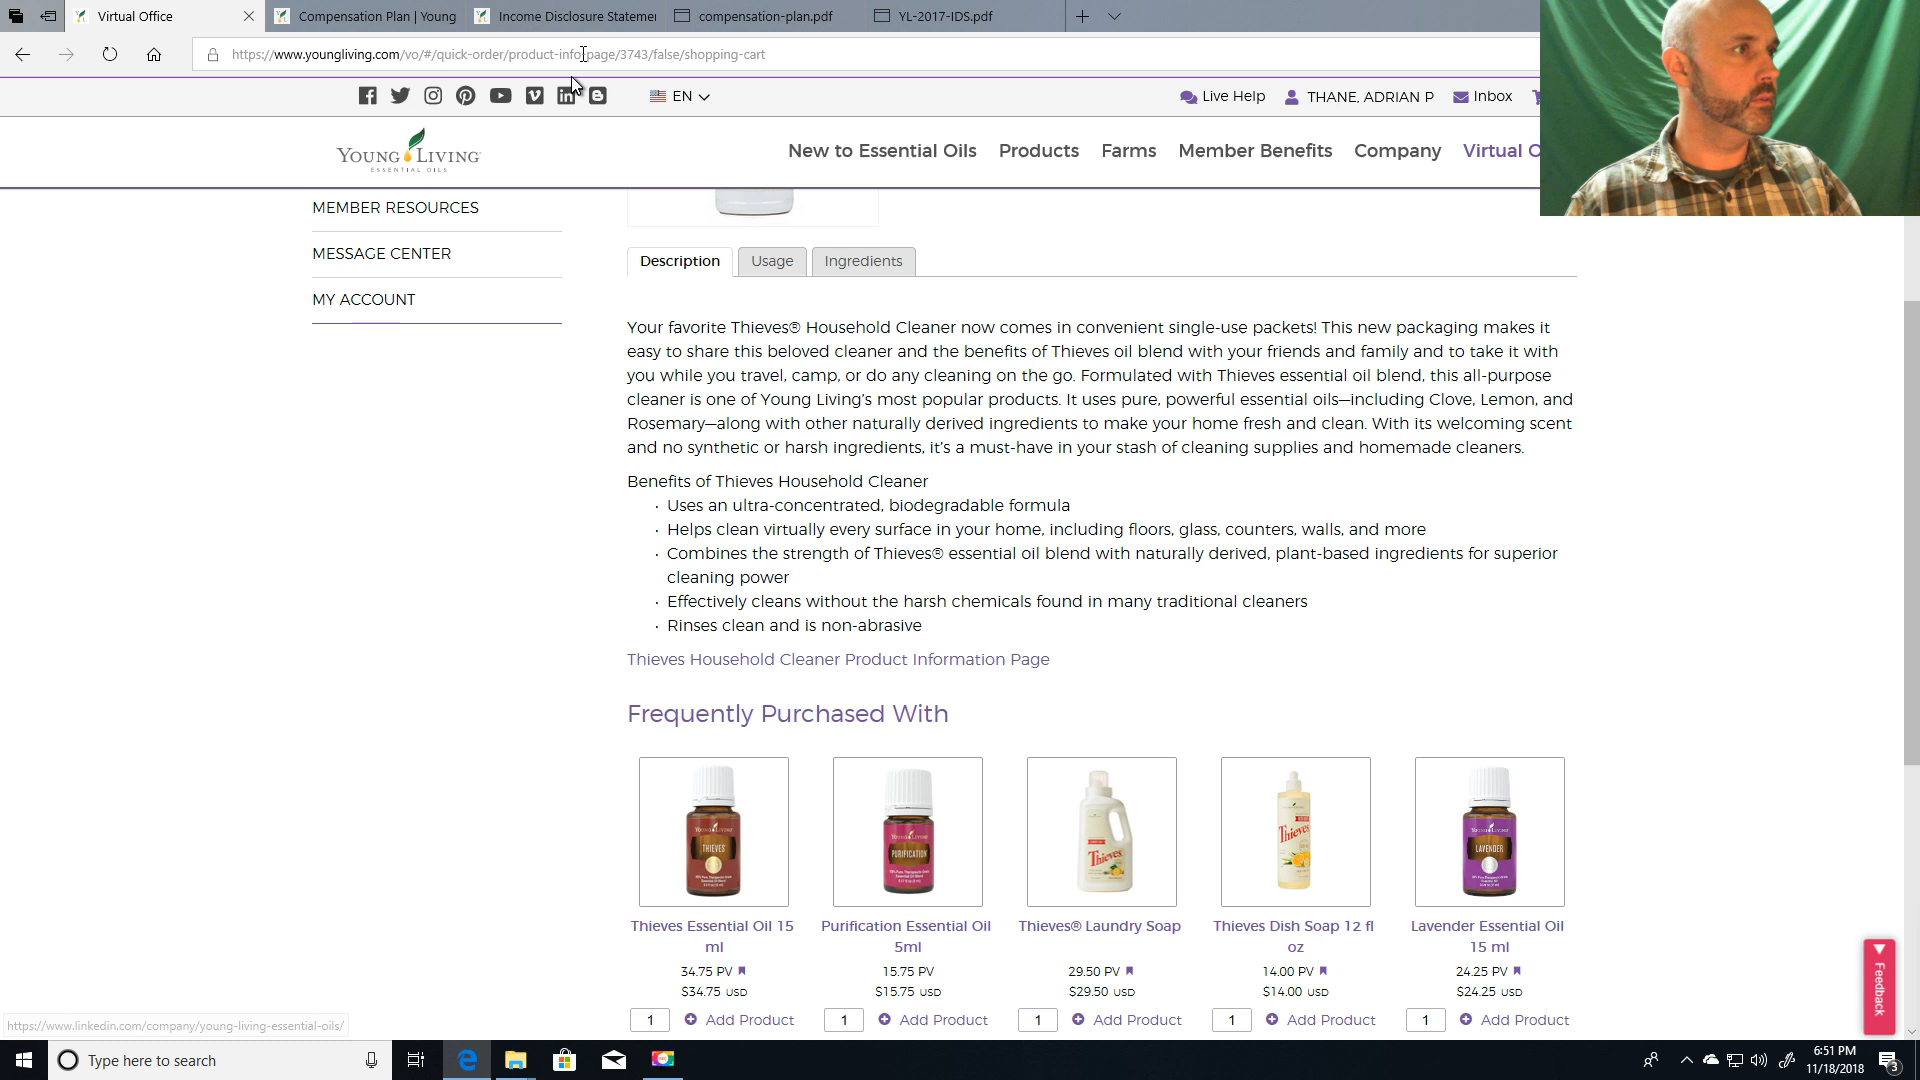 Virtual Office
Compensation Plan | Young
Income Disclosure Statemen
compensation-plan.pdf
YL-2017-IDS.pdf
https://www.youngliving.com/vo/#/quick-order/product-info-page/3743/false/shopping-cart
EN
Live Help
THANE, ADRIAN P
Inbox
YOUNG LIVING
ESSENTIAL OILS
New to Essential Oils
Products
Farms
Member Benefits
Company
Virtual O
MEMBER RESOURCES
MESSAGE CENTER
MY ACCOUNT
Description
Usage
Ingredients
Your favorite Thieves® Household Cleaner now comes in convenient single-use packets! This new packaging makes it
easy to share this beloved cleaner and the benefits of Thieves oil blend with your friends and family and to take it with
you while you travel, camp, or do any cleaning on the go. Formulated with Thieves essential oil blend, this all-purpose
cleaner is one of Young Living's most popular products. It uses pure, powerful essential oils—including Clove, Lemon, and
Rosemary—along with other naturally derived ingredients to make your home fresh and clean. With its welcoming scent
and no synthetic or harsh ingredients, it's a must-have in your stash of cleaning supplies and homemade cleaners.
Benefits of Thieves Household Cleaner
· Uses an ultra-concentrated, biodegradable formula
· Helps clean virtually every surface in your home, including floors, glass, counters, walls, and more
· Combines the strength of Thieves® essential oil blend with naturally derived, plant-based ingredients for superior
cleaning power
· Effectively cleans without the harsh chemicals found in many traditional cleaners
· Rinses clean and is non-abrasive
Thieves Household Cleaner Product Information Page
Frequently Purchased With
YOUNG LIVING
THIEVES
YOUNG LIVING
PURIFICATION
Thieves
Thieves
YOUNG LIVING
LAVENDER
Thieves Essential Oil 15
ml
34.75 PV
$34.75 USD
1 Add Product
Purification Essential Oil
5ml
15.75 PV
$15.75 USD
1 Add Product
Thieves® Laundry Soap
29.50 PV
$29.50 USD
1 Add Product
Thieves Dish Soap 12 fl
oz
14.00 PV
$14.00 USD
1 Add Product
Lavender Essential Oil
15 ml
24.25 PV
$24.25 USD
1 Add Product
Feedback
https://www.linkedin.com/company/young-living-essential-oils/
Type here to search
6:51 PM
11/18/2018
3